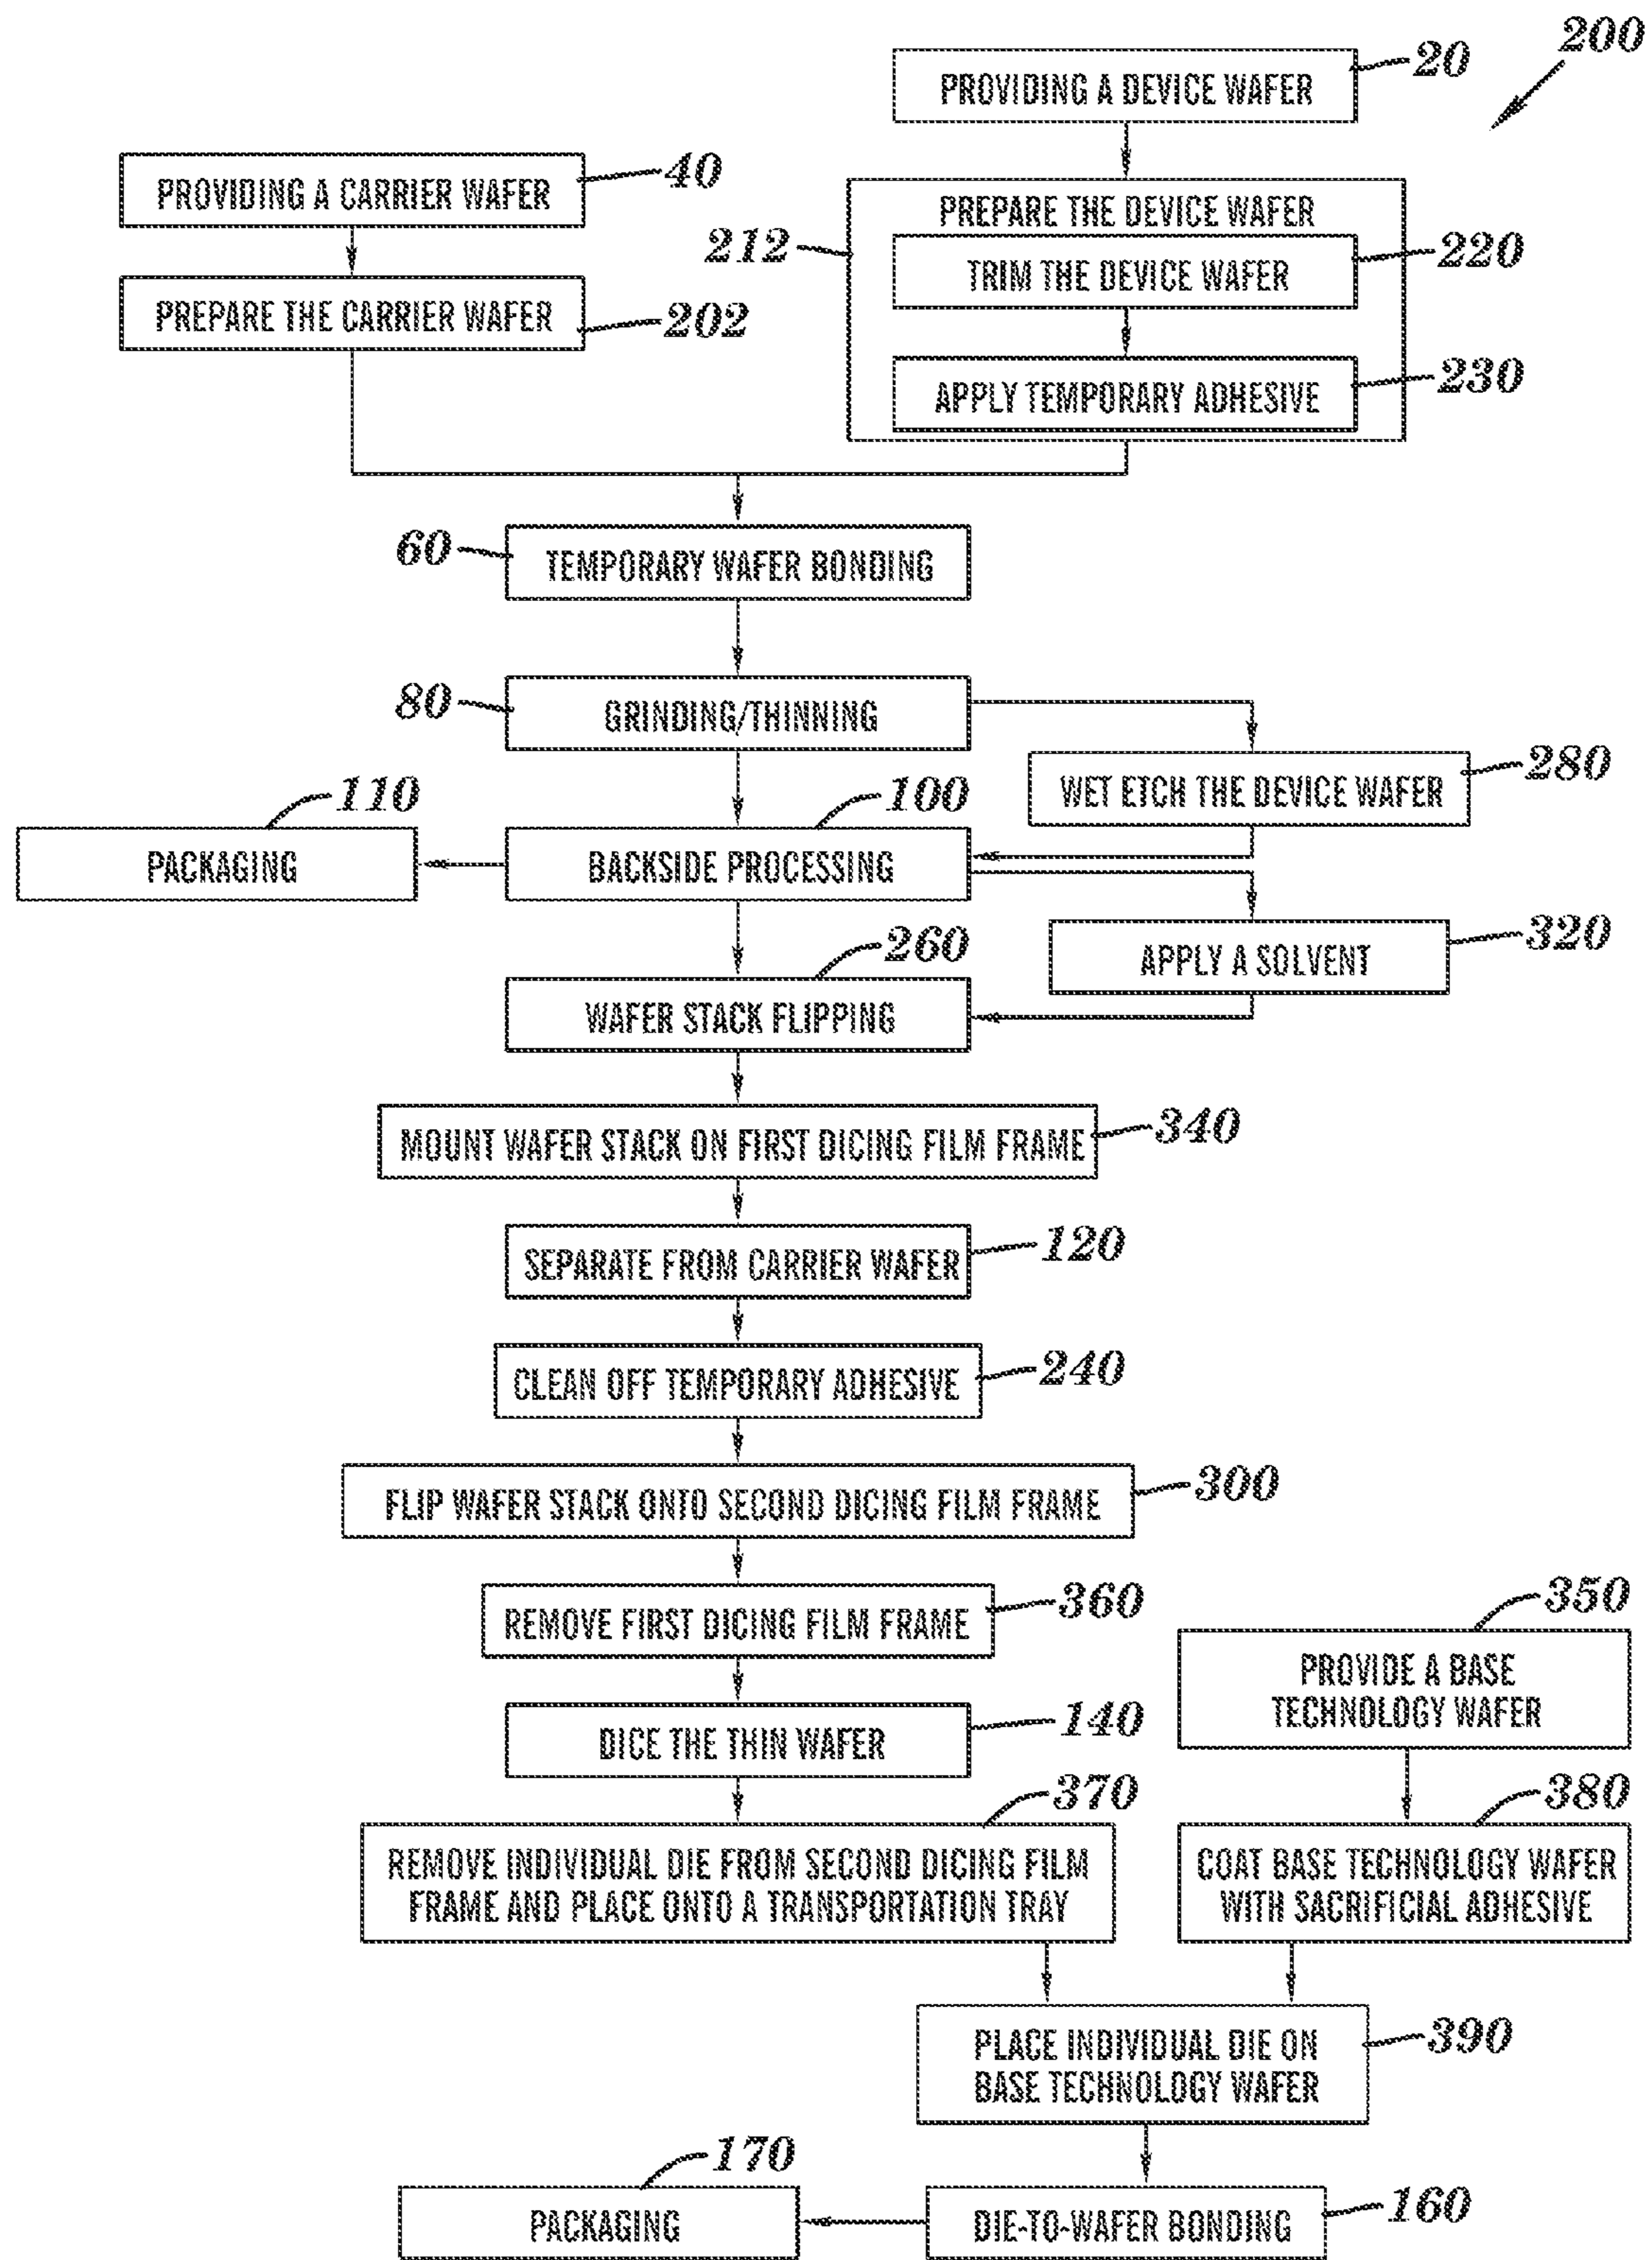 200
20
PROVIDING A DEVICE WAFER
40
PROVIDING A CARRIER WAFER
PREPARE THE DEVICE WAFER
212
220
TRIM THE DEVICE WAFER
PREPARE THE CARRIER WAFER
202
230
APPLY TEMPORARY ADHESIVE
60
TEMPORARY WAFER BONDING
80
GRINDING/THINNING
280
WET ETCH THE DEVICE WAFER
110
100
PACKAGING
BACKSIDE PROCESSING
260
320
APPLY A SOLVENT
WAFER STACK FLIPPING
340
MOUNT WAFER STACK ON FIRST DICING FILM FRAME
120
SEPARATE FROM CARRIER WAFER
240
CLEAN OFF TEMPORARY ADHESIVE
300
FLIP WAFER STACK ONTO SECOND DICING FILM FRAME
360
REMOVE FIRST DICING FILM FRAME
350
PROVIDE A BASE
TECHNOLOGY WAFER
140
DICE THE THIN WAFER
370
380
REMOVE INDIVIDUAL DIE FROM SECOND DICING FILM
FRAME AND PLACE ONTO A TRANSPORTATION TRAY
COAT BASE TECHNOLOGY WAFER
WITH SACRIFICIAL ADHESIVE
390
PLACE INDIVIDUAL DIE ON
BASE TECHNOLOGY WAFER
170
PACKAGING
160
DIE-TO-WAFER BONDING